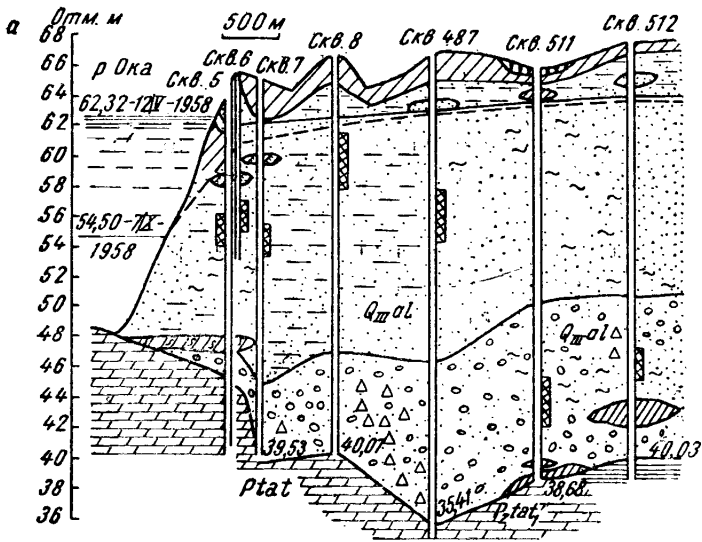 а
Отм. м
500 м
р Ока
Скв. 5
Скв. 6
Скв. 7
Скв. 8
Скв 487
Скв. 511
Скв. 512
68
66
64
62
60
58
56
54
52
50
48
46
44
42
40
38
36
62,32-12/IV-1958
54,50-7/IX-
1958
QIII al
QIII al
39,53
40,07
35,41
38,68
40,03
Ptat
P2tat1